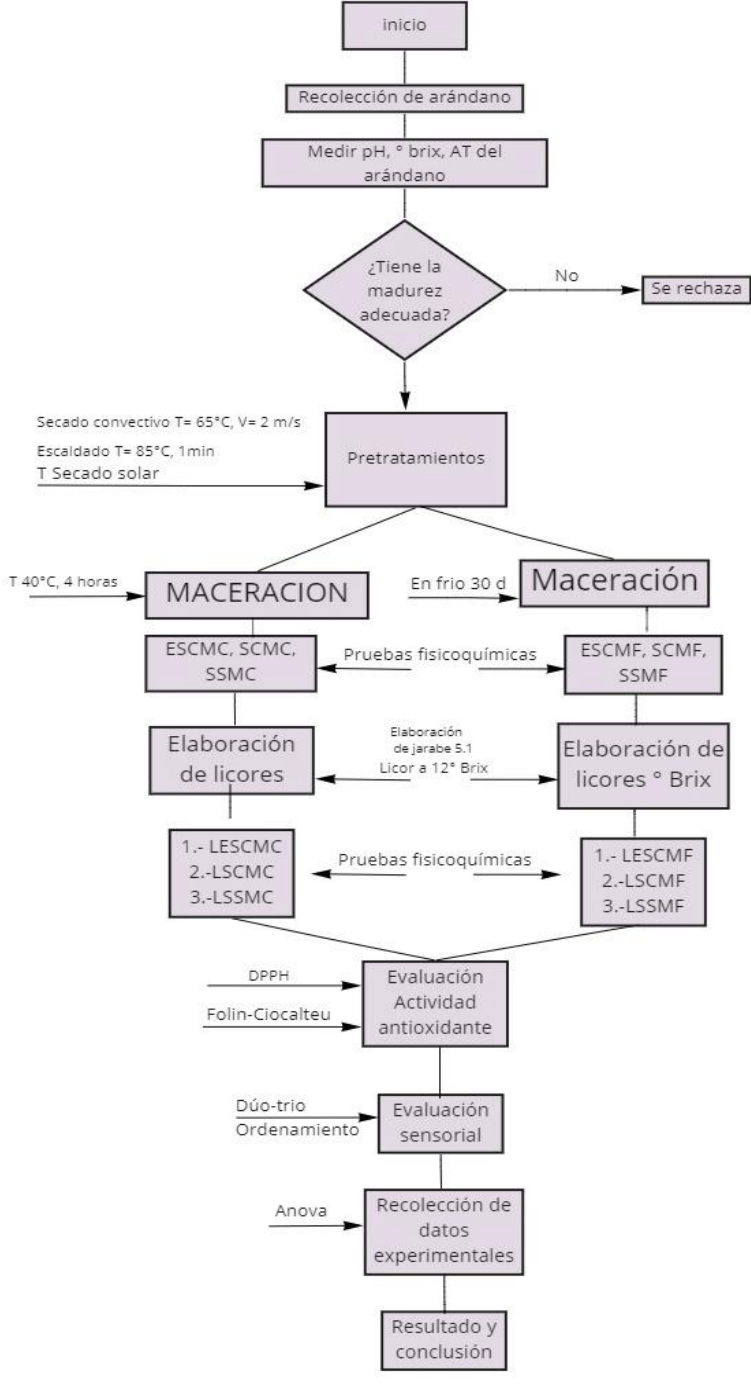 inicio
Recolección de arándano
Medir pH, ° brix, AT del
arándano
¿Tiene la
madurez
adecuada?
No
Se rechaza
Secado convectivo T= 65°C, V= 2 m/s
Escaldado T= 85°C, 1min
T Secado solar
Pretratamientos
T 40°C, 4 horas
MACERACION
En frio 30 d
Maceración
ESCMC, SCMC,
SSMC
Pruebas fisicoquímicas
ESCMF, SCMF,
SSMF
Elaboración
de licores
Elaboración
de jarabe 5.1
Licor a 12° Brix
Elaboración de
licores ° Brix
1.- LESCMC
2.-LSCMC
3.-LSSMC
Pruebas fisicoquímicas
1.- LESCMF
2.-LSCMF
3.-LSSMF
DPPH
Folin-Ciocalteu
Evaluación
Actividad
antioxidante
Dúo-trio
Ordenamiento
Evaluación
sensorial
Anova
Recolección de
datos
experimentales
Resultado y
conclusión